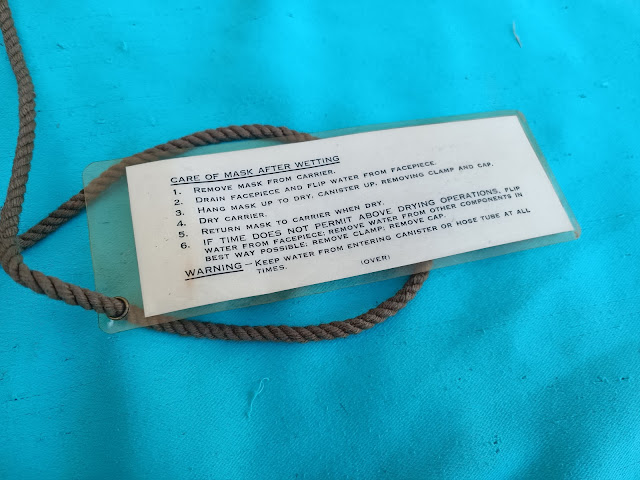 CARE OF MASK AFTER WETTING
1. REMOVE MASK FROM CARRIER.
2. DRAIN FACEPIECE AND FLIP WATER FROM FACEPIECE.
3. HANG MASK UP TO DRY, CANISTER UP, REMOVING CLAMP AND CAP.
4. DRY CARRIER.
5. RETURN MASK TO CARRIER WHEN DRY.
6. IF TIME DOES NOT PERMIT ABOVE DRYING OPERATIONS, FLIP
WATER FROM FACEPIECE; REMOVE WATER FROM OTHER COMPONENTS IN
BEST WAY POSSIBLE; REMOVE CLAMP; REMOVE CAP.
WARNING – KEEP WATER FROM ENTERING CANISTER OR HOSE TUBE AT ALL
TIMES.
(OVER)